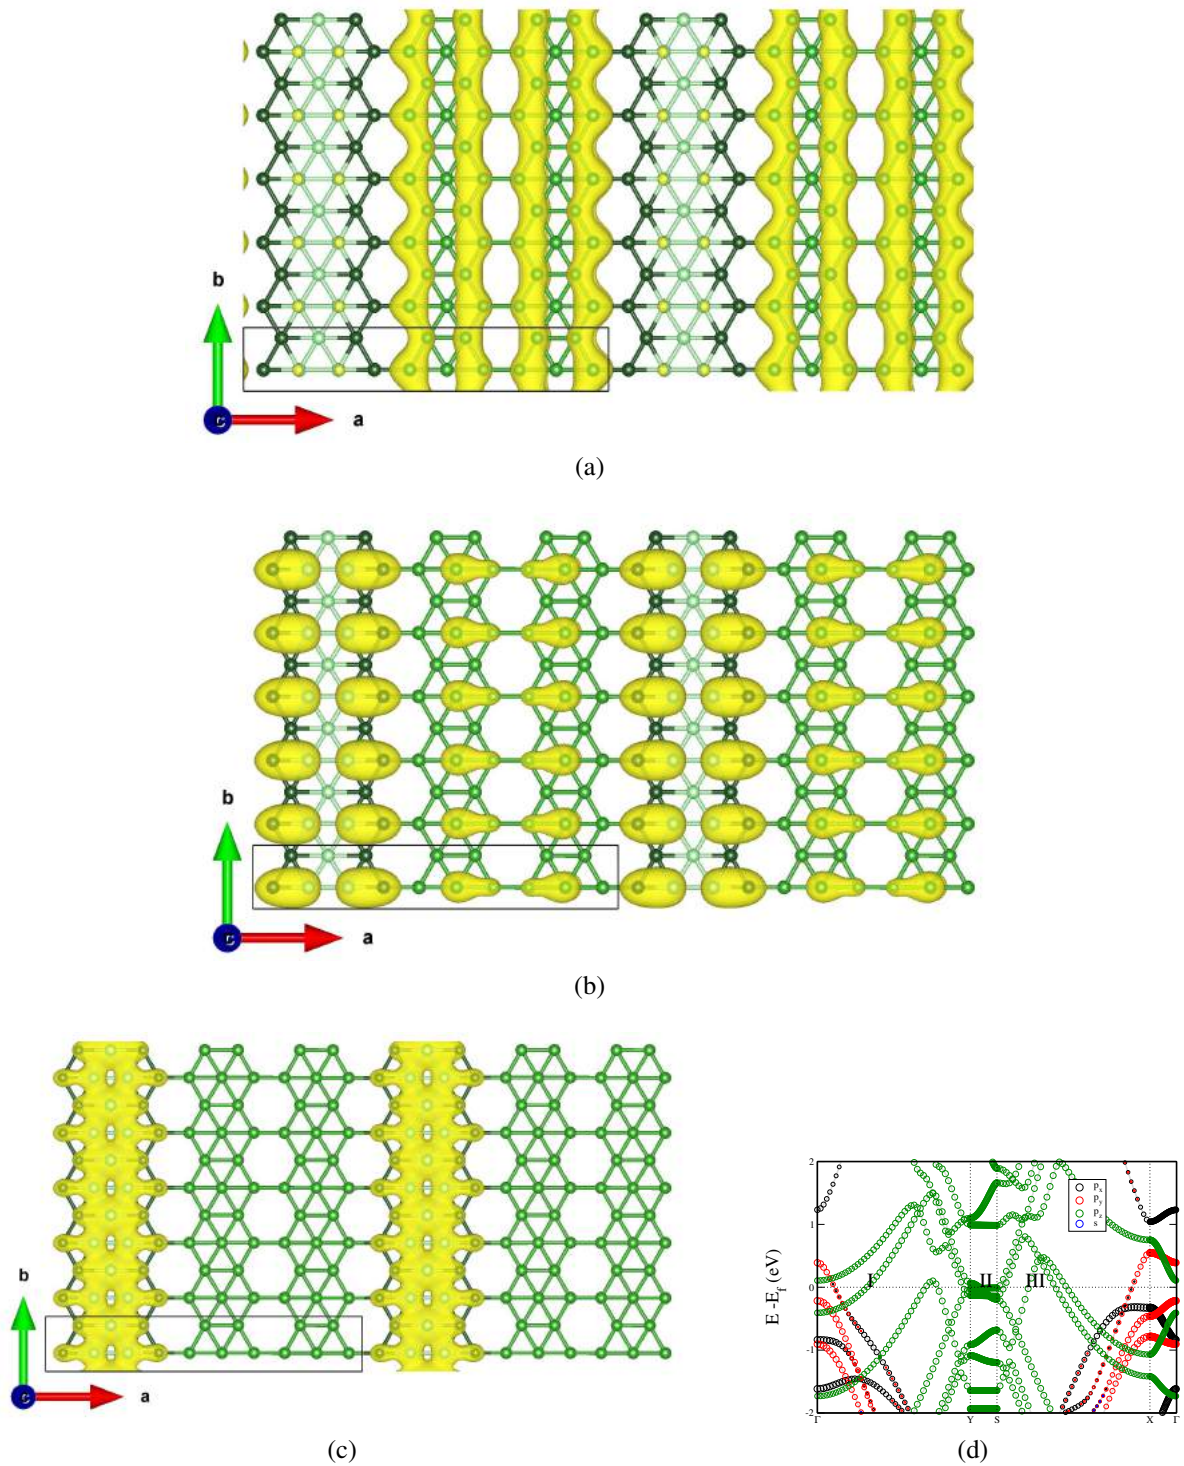 b
c
a
(a)
b
c
a
(b)
b
c
a
(c)
E -E_f (eV)
2
1
0
-1
-2
Γ
Y
S
X
Γ
I
II
III
p_x
p_y
p_z
s
(d)